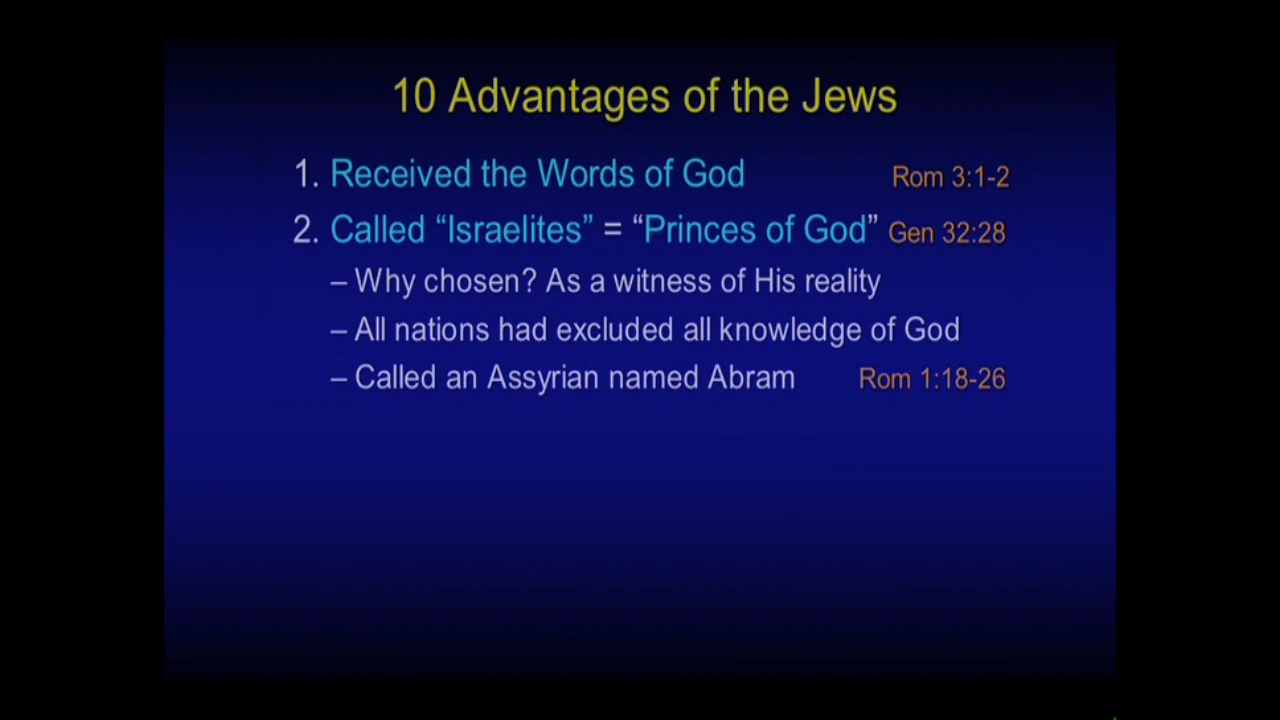 10 Advantages of the Jews
1. Received the Words of God Rom 3:1-2
2. Called “Israelites” = “Princes of God” Gen 32:28
– Why chosen? As a witness of His reality
– All nations had excluded all knowledge of God
– Called an Assyrian named Abram Rom 1:18-26